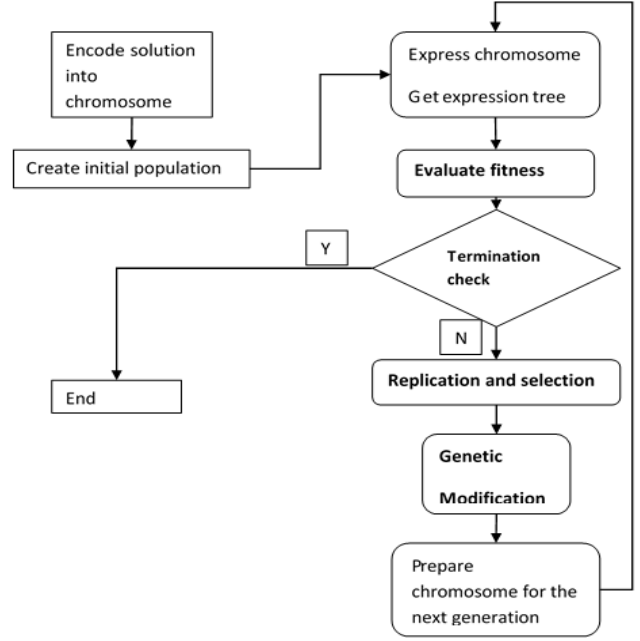 Encode solution
into
chromosome
Create initial population
Express chromosome
Get expression tree
Evaluate fitness
Termination
check
Y
N
End
Replication and selection
Genetic
Modification
Prepare
chromosome for the
next generation